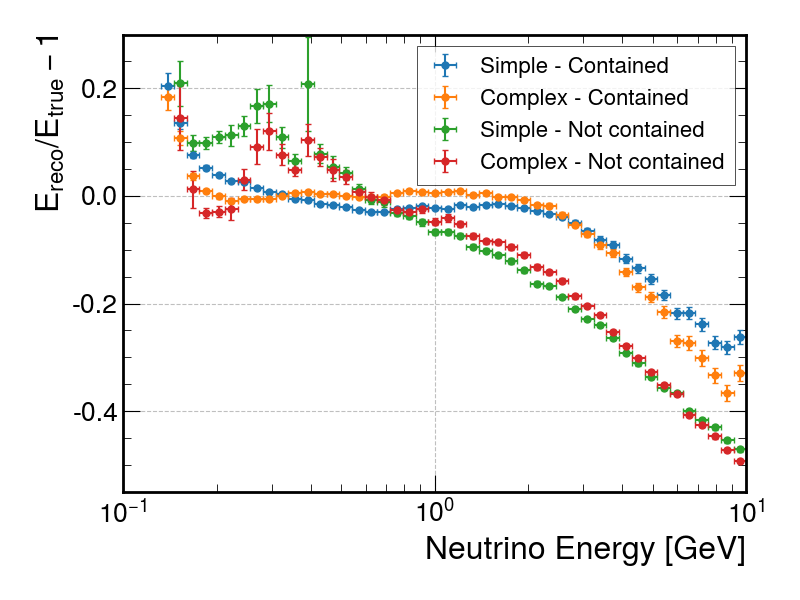 E_reco/E_true − 1
0.2
0.0
-0.2
-0.4
10^−1
10^0
10^1
Neutrino Energy [GeV]
Simple - Contained
Complex - Contained
Simple - Not contained
Complex - Not contained